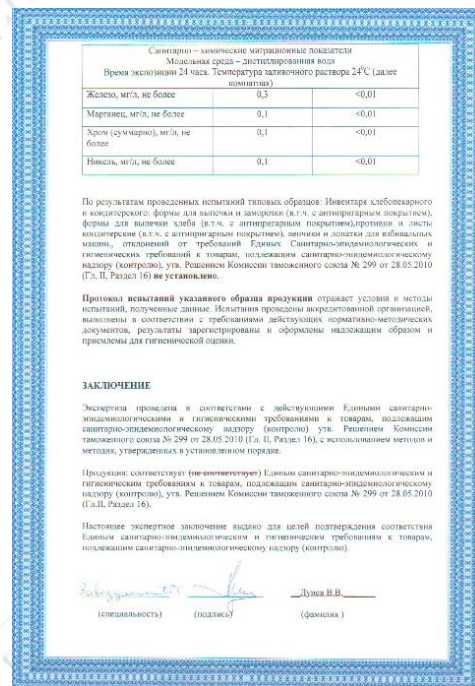 Санитарно – химические миграционные показатели
Модельная среда – дистиллированная вода
Время экспозиции 24 часа. Температура заливочного раствора 24⁰С (далее
комнатная)
Железо, мг/л, не более 0,3 <0,01
Марганец, мг/л, не более 0,1 <0,01
Хром (суммарно), мг/л, не 0,1 <0,01
более
Никель, мг/л, не более 0,1 <0,01
По результатам проведенных испытаний типовых образцов: Инвентаря хлебопекарного
и кондитерского: формы для выпечки и заморозки (в.т.ч. с антипригарным покрытием),
формы для выпечки хлеба (в.т.ч. с антипригарным покрытием),противни и листы
кондитерские (в.т.ч. с антипригарным покрытием), венчики и лопатки для взбивальных
машин., отклонений от требований Единых Санитарно-эпидемиологических и
гигиенических требований к товарам, подлежащим санитарно-эпидемиологическому
надзору (контролю), утв. Решением Комиссии таможенного союза № 299 от 28.05.2010
(Гл. II, Раздел 16) не установлено.
Протокол испытаний указанного образца продукции отражает условия и методы
испытаний, полученные данные. Испытания проведены аккредитованной организацией,
выполнены в соответствии с требованиями действующих нормативно-методических
документов, результаты зарегистрированы и оформлены надлежащим образом и
приемлемы для гигиенической оценки.
ЗАКЛЮЧЕНИЕ
Экспертиза проведена в соответствии с действующими Едиными санитарно-
эпидемиологическими и гигиеническими требованиями к товарам, подлежащим
санитарно-эпидемиологическому надзору (контролю) утв. Решением Комиссии
таможенного союза № 299 от 28.05.2010 (Гл. II, Раздел 16), с использованием методов и
методик, утвержденных в установленном порядке.
Продукция: соответствует (не соответствует) Единым санитарно-эпидемиологическим и
гигиеническим требованиям к товарам, подлежащим санитарно-эпидемиологическому
надзору (контролю), утв. Решением Комиссии таможенного союза № 299 от 28.05.2010
(Гл.II, Раздел 16).
Настоящее экспертное заключение выдано для целей подтверждения соответствия
Единым санитарно-эпидемиологическим и гигиеническим требованиям к товарам,
подлежащим санитарно-эпидемиологическому надзору (контролю).
Дунев В.В.
(специальность) (подпись) (фамилия )